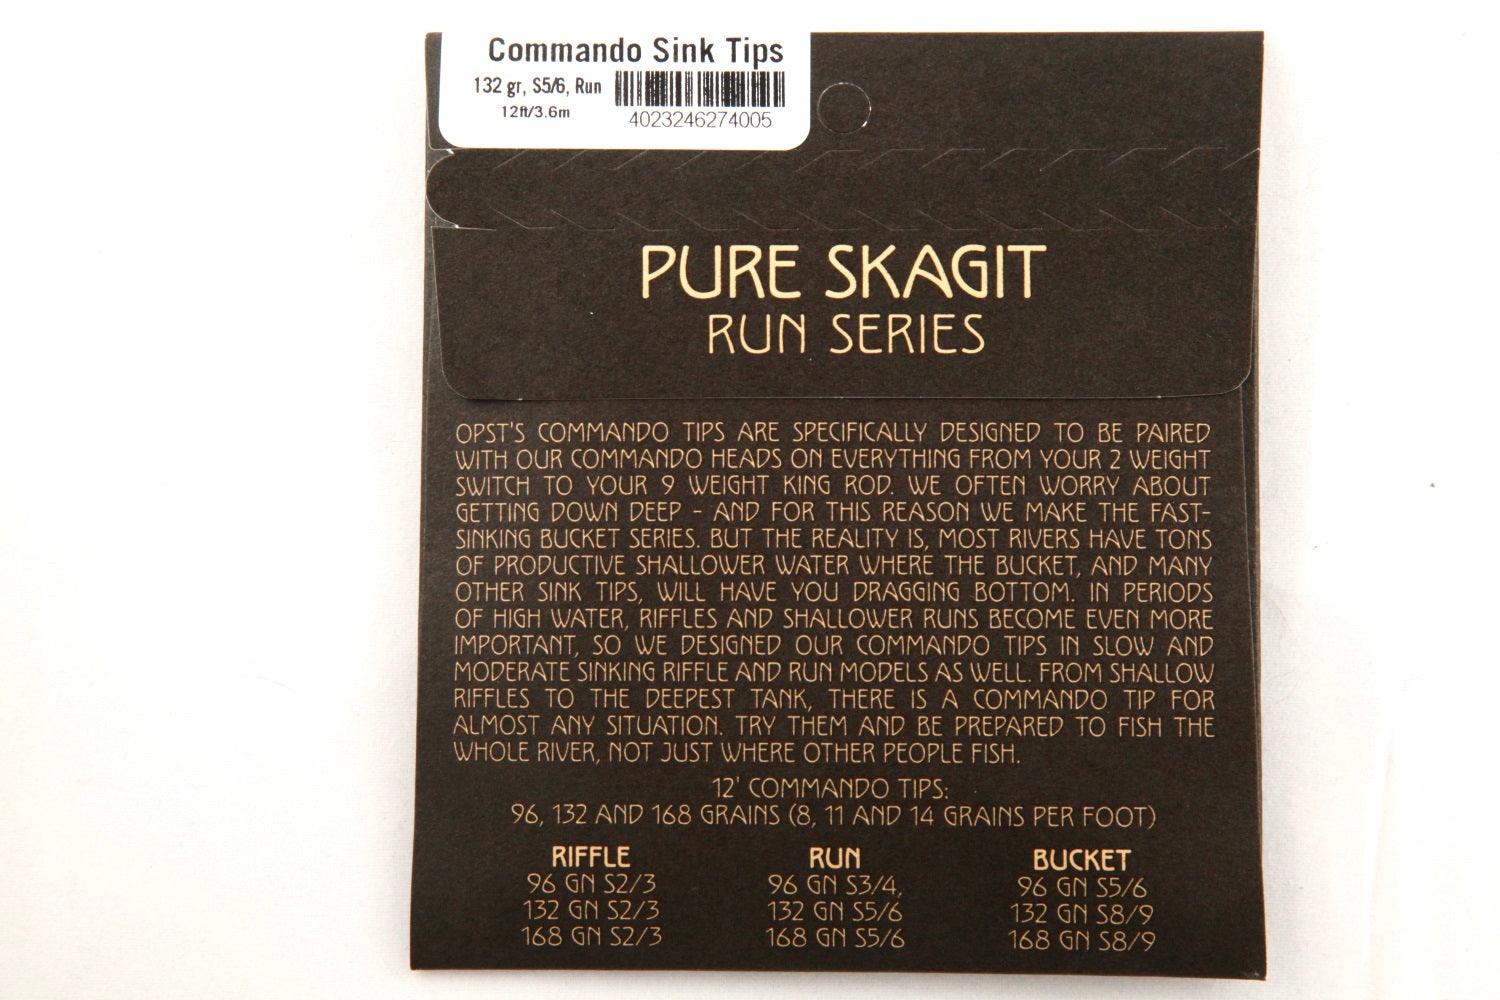 Commando Sink Tips
132 gr, S5/6, Run
12ft/3.6m
4023246274005
PURE SKAGIT
RUN SERIES
OPST'S COMMANDO TIPS ARE SPECIFICALLY DESIGNED TO BE PAIRED
WITH OUR COMMANDO HEADS ON EVERYTHING FROM YOUR 2 WEIGHT
SWITCH TO YOUR 9 WEIGHT KING ROD. WE OFTEN WORRY ABOUT
GETTING DOWN DEEP - AND FOR THIS REASON WE MAKE THE FAST-
SINKING BUCKET SERIES. BUT THE REALITY IS, MOST RIVERS HAVE TONS
OF PRODUCTIVE SHALLOWER WATER WHERE THE BUCKET, AND MANY
OTHER SINK TIPS, WILL HAVE YOU DRAGGING BOTTOM. IN PERIODS
OF HIGH WATER, RIFFLES AND SHALLOWER RUNS BECOME EVEN MORE
IMPORTANT, SO WE DESIGNED OUR COMMANDO TIPS IN SLOW AND
MODERATE SINKING RIFFLE AND RUN MODELS AS WELL. FROM SHALLOW
RIFFLES TO THE DEEPEST TANK, THERE IS A COMMANDO TIP FOR
ALMOST ANY SITUATION. TRY THEM AND BE PREPARED TO FISH THE
WHOLE RIVER, NOT JUST WHERE OTHER PEOPLE FISH.
12' COMMANDO TIPS:
96, 132 AND 168 GRAINS (8, 11 AND 14 GRAINS PER FOOT)
RIFFLE
96 GN S2/3
132 GN S2/3
168 GN S2/3
RUN
96 GN S3/4,
132 GN S5/6
168 GN S5/6
BUCKET
96 GN S5/6
132 GN S8/9
168 GN S8/9